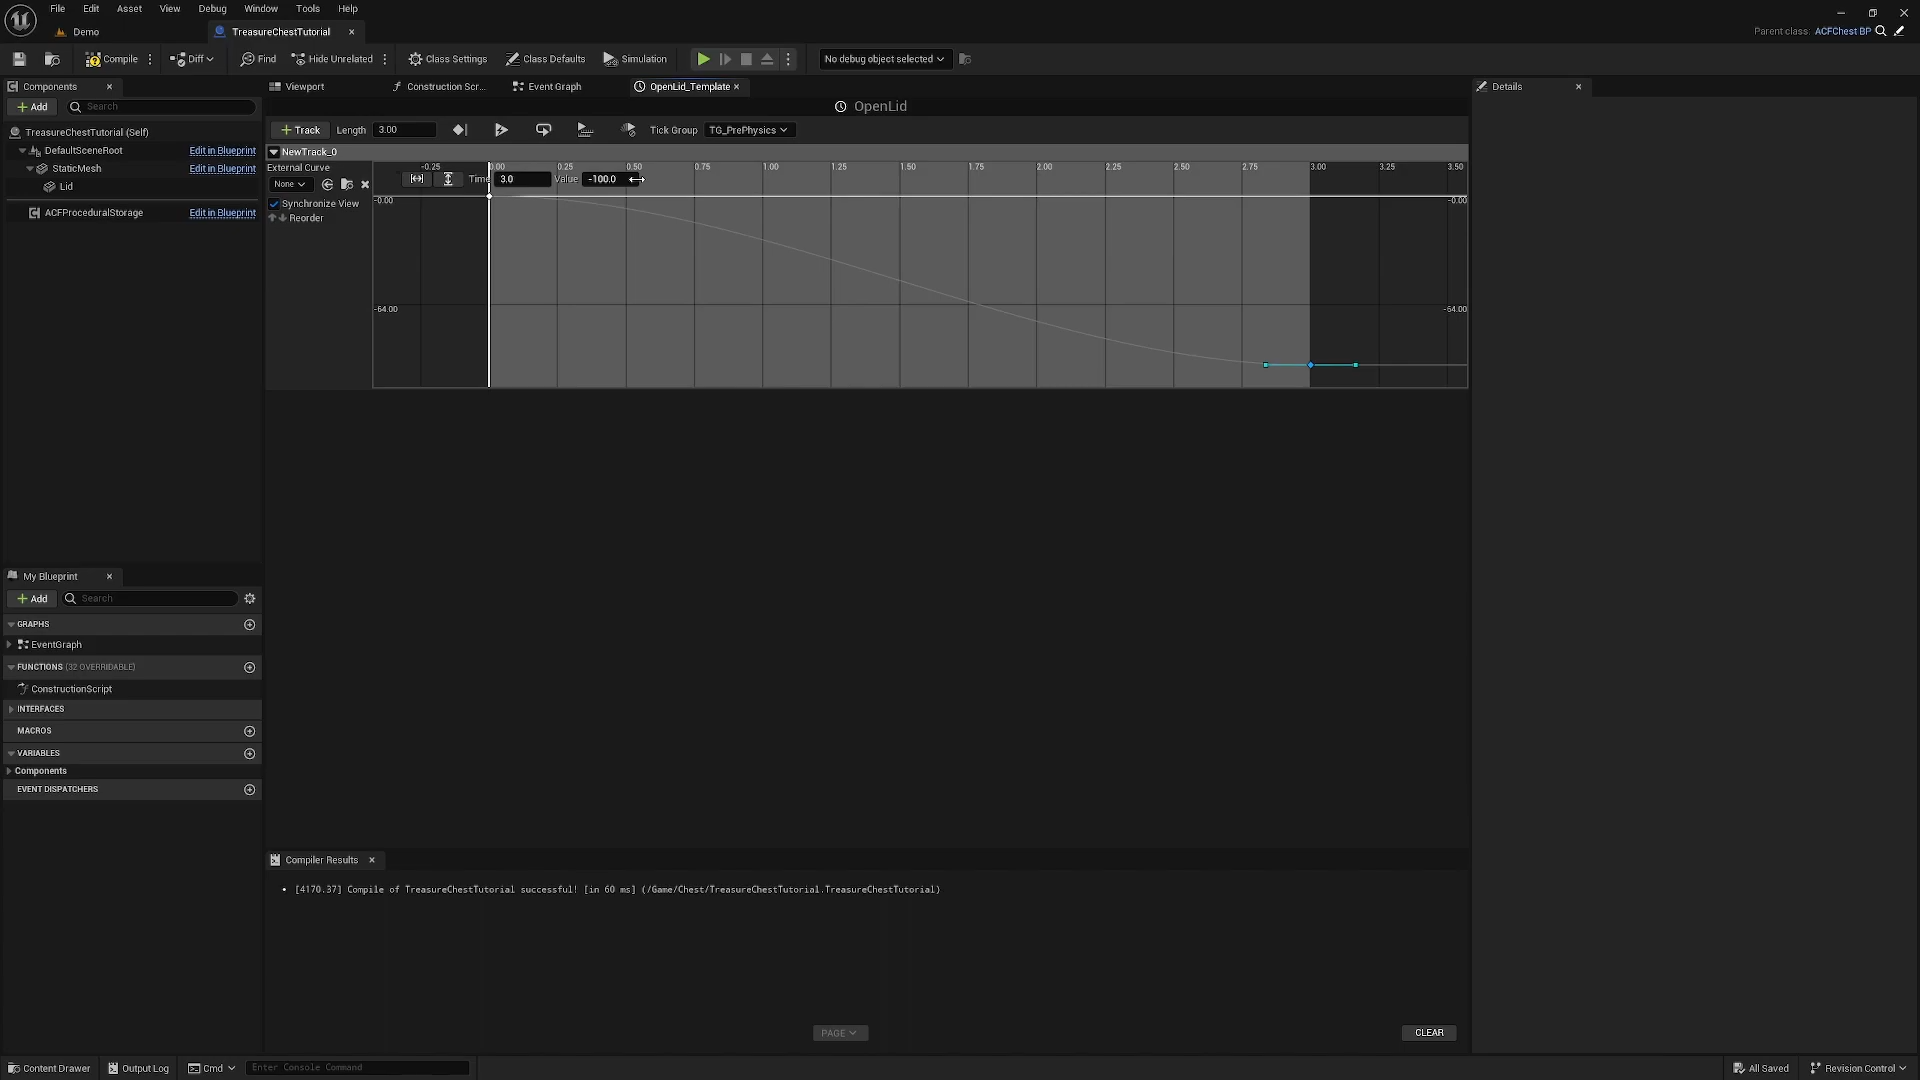 File Edit Asset View Debug Window Tools Help
Demo
TreasureChestTutorial
Parent class: ACFChest BP
Compile
Diff
Find
Hide Unrelated
Class Settings
Class Defaults
Simulation
No debug object selected
Components
Add
Search
TreasureChestTutorial (Self)
DefaultSceneRoot
Edit in Blueprint
StaticMesh
Edit in Blueprint
Lid
ACFProceduralStorage
Edit in Blueprint
Viewport
Construction Scr...
Event Graph
OpenLid_Template
OpenLid
Track
Length
3.00
Tick Group
TG_PrePhysics
NewTrack_0
External Curve
None
Synchronize View
Reorder
-0.25 0.00 0.25 0.50 0.75 1.00 1.25 1.50 1.75 2.00 2.25 2.50 2.75 3.00 3.25 3.50
Time 3.0 Value -100.0
-0.00
-0.00
-64.00
-64.00
Details
My Blueprint
Add
Search
GRAPHS
EventGraph
FUNCTIONS (32 OVERRIDABLE)
ConstructionScript
INTERFACES
MACROS
VARIABLES
Components
EVENT DISPATCHERS
Compiler Results
[4170.37] Compile of TreasureChestTutorial successful! [in 60 ms] (/Game/Chest/TreasureChestTutorial.TreasureChestTutorial)
PAGE
CLEAR
Content Drawer
Output Log
Cmd
Enter Console Command
All Saved
Revision Control